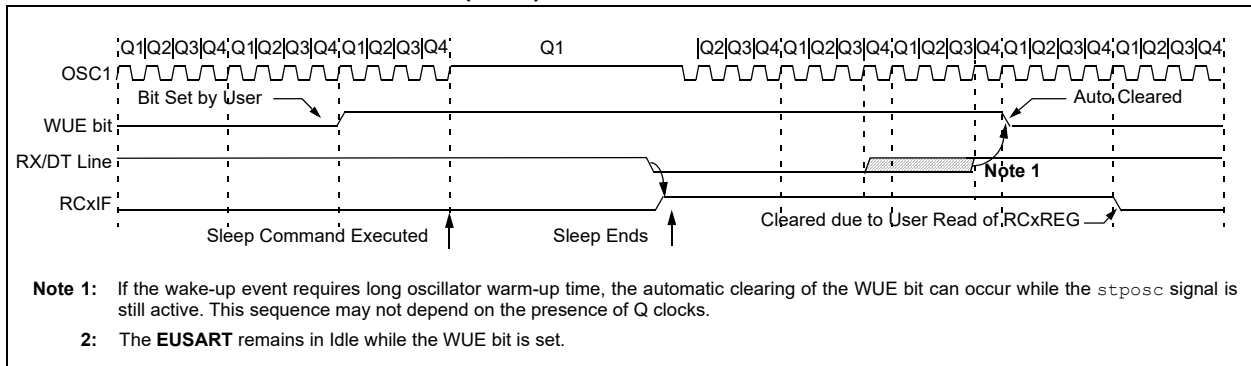 Q1 Q2 Q3 Q4 Q1 Q2 Q3 Q4 Q1 Q2 Q3 Q4 Q1 Q2 Q3 Q4 Q1 Q2 Q3 Q4 Q1 Q2 Q3 Q4 Q1 Q2 Q3 Q4 Q1 Q2 Q3 Q4
OSC1
Bit Set by User
Auto Cleared
WUE bit
RX/DT Line
Note 1
RCxIF
Cleared due to User Read of RCxREG
Sleep Command Executed
Sleep Ends
Note 1: If the wake-up event requires long oscillator warm-up time, the automatic clearing of the WUE bit can occur while the stposc signal is
still active. This sequence may not depend on the presence of Q clocks.
2: The EUSART remains in Idle while the WUE bit is set.